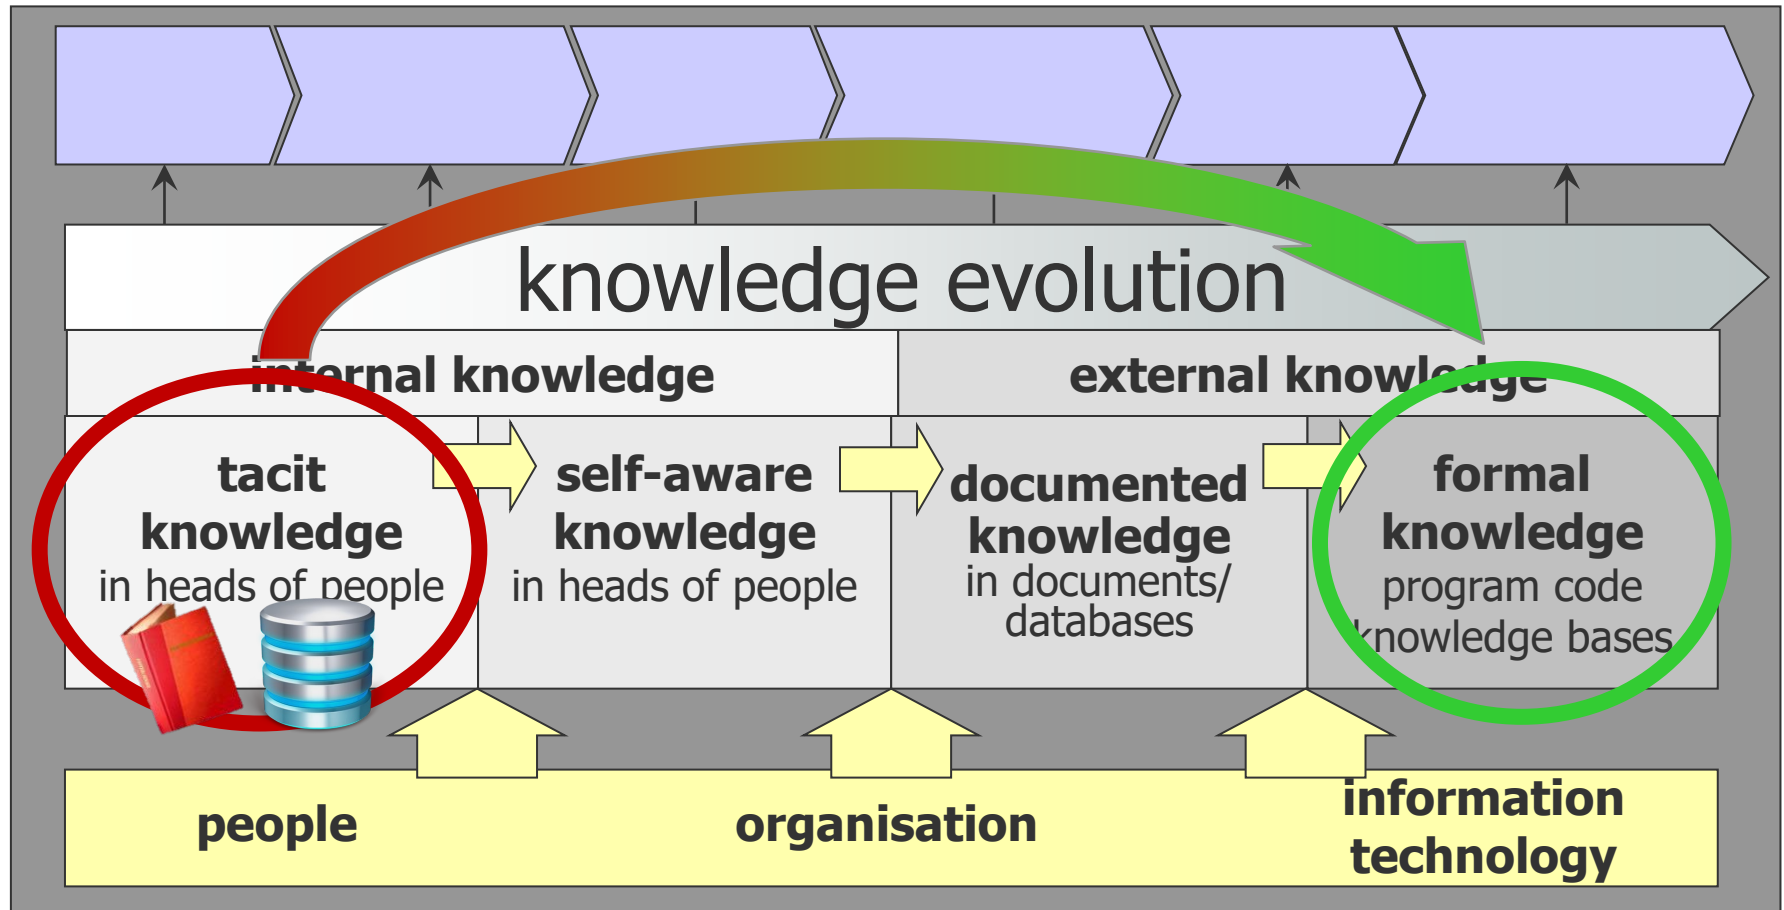 knowledge evolution
internal knowledge
external knowledge
tacit
knowledge
in heads of people
self-aware
knowledge
in heads of people
documented
knowledge
in documents/
databases
formal
knowledge
program code
knowledge bases
people
organisation
information
technology